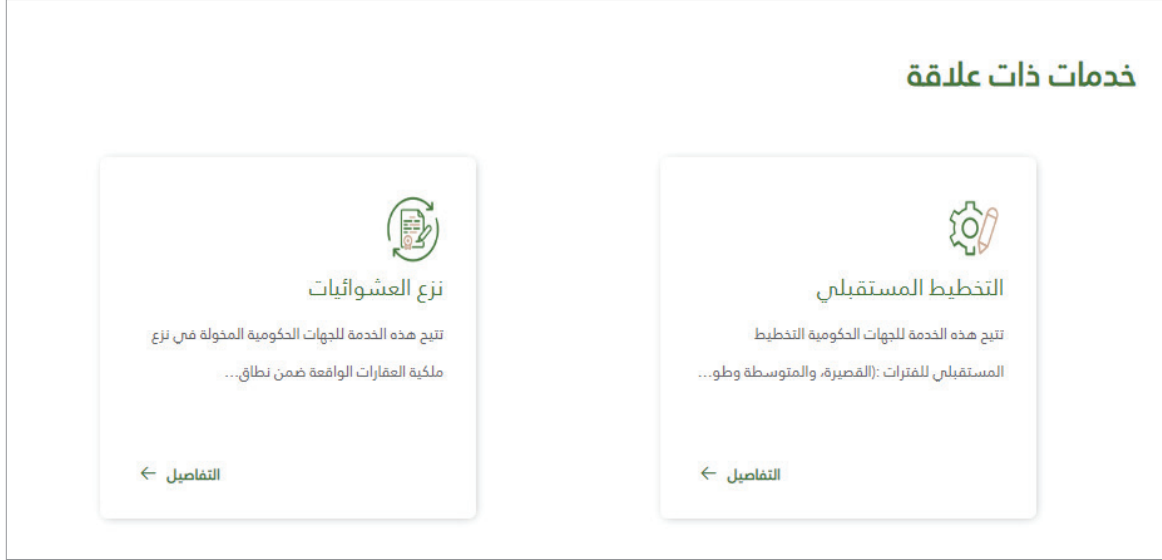 خدمات ذات علاقة
التخطيط المستقبلي
تتيح هذه الخدمة للجهات الحكومية التخطيط
المستقبلي للفترات :(القصيرة، والمتوسطة وطو...
التفاصيل ←
نزع العشوائيات
تتيح هذه الخدمة للجهات الحكومية المخولة في نزع
ملكية العقارات الواقعة ضمن نطاق...
التفاصيل ←